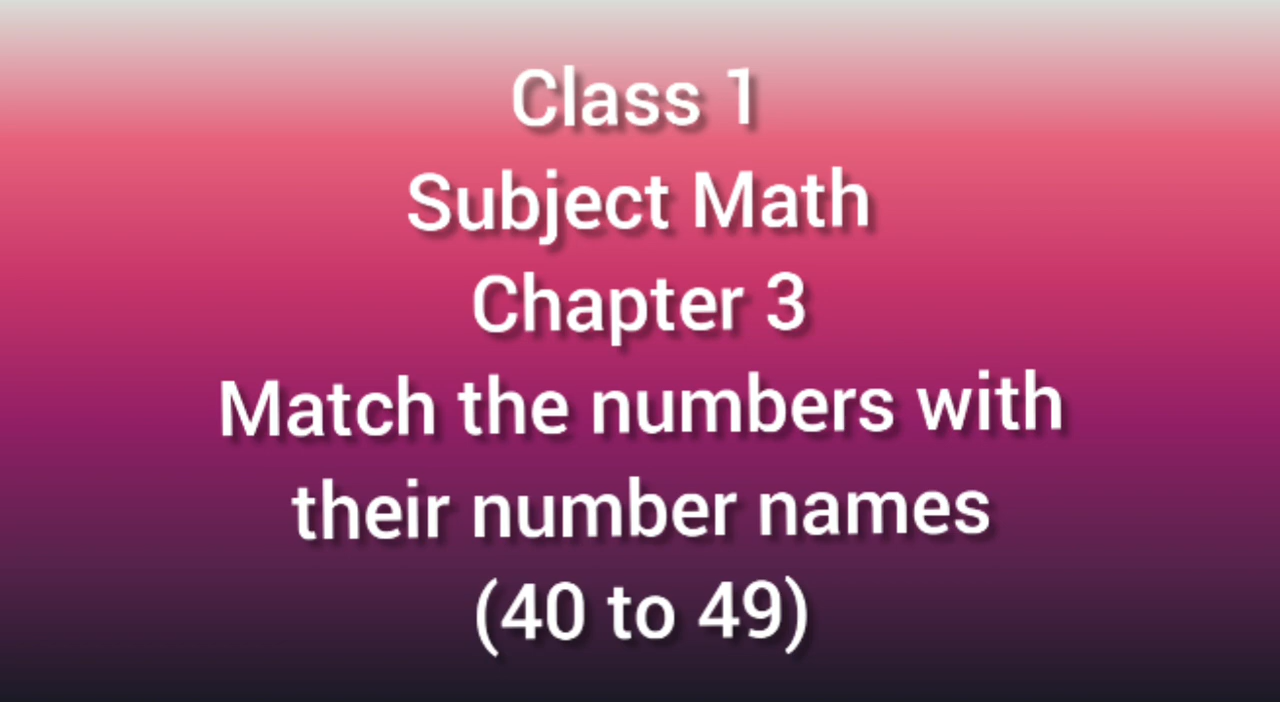 Class 1
Subject Math
Chapter 3
Match the numbers with
their number names
(40 to 49)